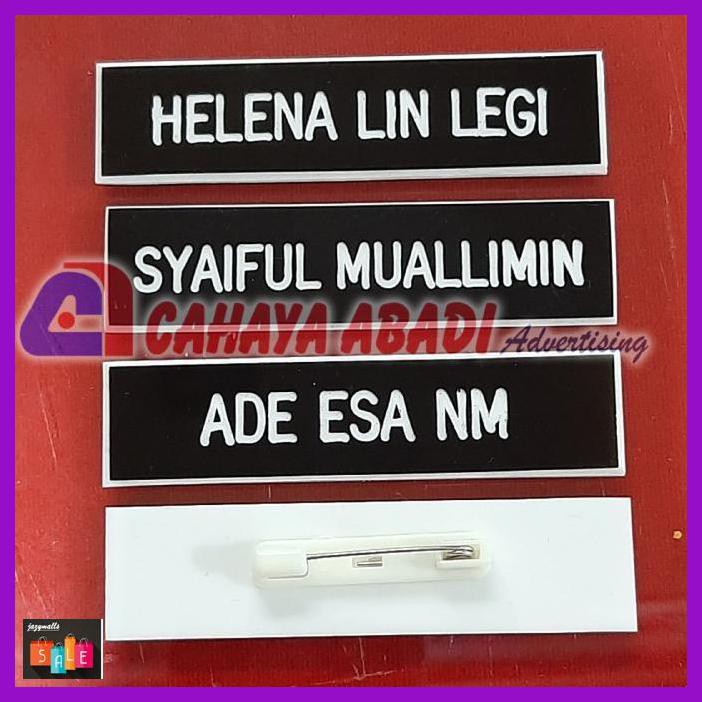 HELENA LIN LEGI
SYAIFUL MUALLIMIN
CAHAYA ABADI Advertising
ADE ESA NM
jazymalls
SALE